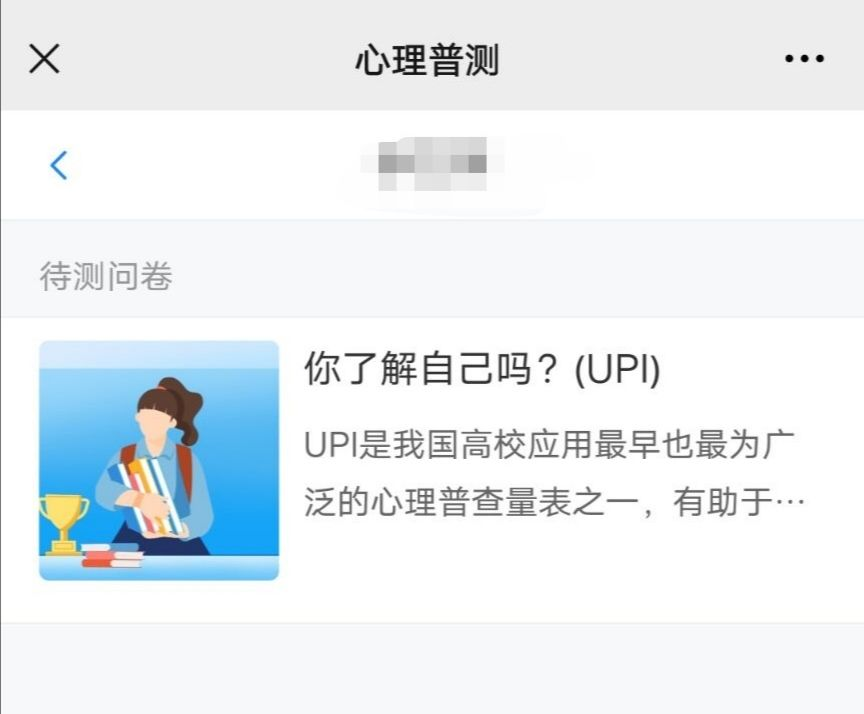 心理普测
待测问卷
你了解自己吗？(UPI)
UPI是我国高校应用最早也最为广
泛的心理普查量表之一，有助于…